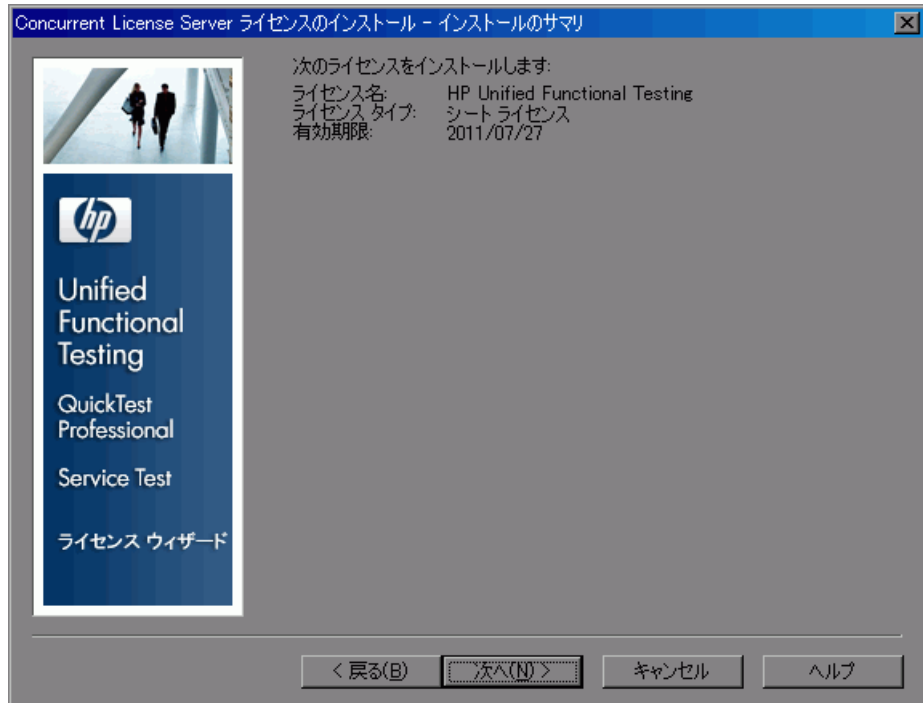 Concurrent License Server ライセンスのインストール - インストールのサマリ
次のライセンスをインストールします:
ライセンス名: HP Unified Functional Testing
ライセンス タイプ: シート ライセンス
有効期限: 2011/07/27
hp
Unified
Functional
Testing
QuickTest
Professional
Service Test
ライセンス ウィザード
< 戻る(B) 次へ(N) > キャンセル ヘルプ